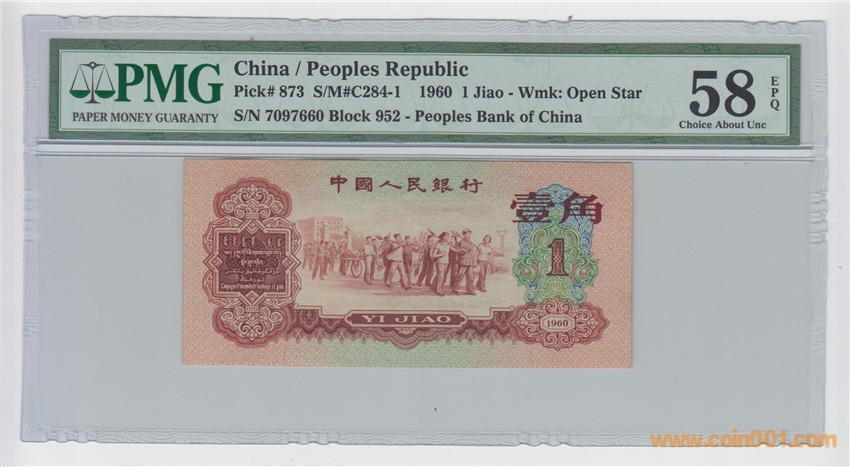 PMG
PAPER MONEY GUARANTY
China / Peoples Republic
Pick# 873 S/M#C284-1 1960 1 Jiao - Wmk: Open Star
S/N 7097660 Block 952 - Peoples Bank of China
58
EPQ
Choice About Unc
中國人民銀行
壹角
1
YI JIAO
1960
www.coin001.com